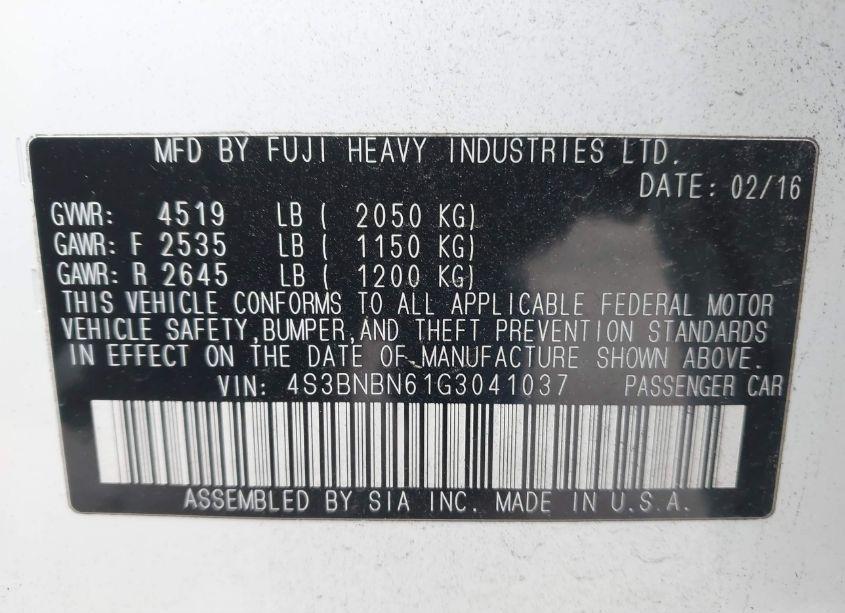 MFD BY FUJI HEAVY INDUSTRIES LTD.
DATE: 02/16
GVWR: 4519 LB ( 2050 KG)
GAWR: F 2535 LB ( 1150 KG)
GAWR: R 2645 LB ( 1200 KG)
THIS VEHICLE CONFORMS TO ALL APPLICABLE FEDERAL MOTOR
VEHICLE SAFETY,BUMPER,AND THEFT PREVENTION STANDARDS
IN EFFECT ON THE DATE OF MANUFACTURE SHOWN ABOVE.
VIN: 4S3BNBN61G3041037 PASSENGER CAR
ASSEMBLED BY SIA INC. MADE IN U.S.A.